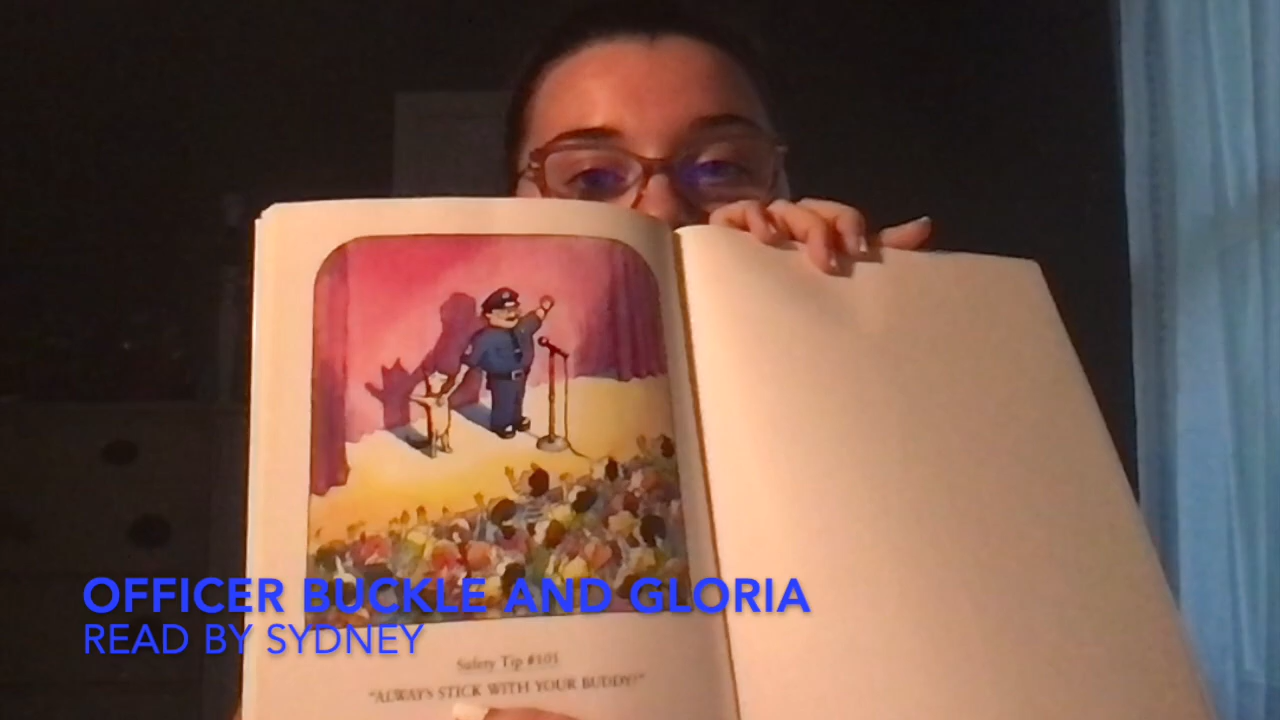 OFFICER BUCKLE AND GLORIA
READ BY SYDNEY
Safety Tip #101
"ALWAYS STICK WITH YOUR BUDDY!"